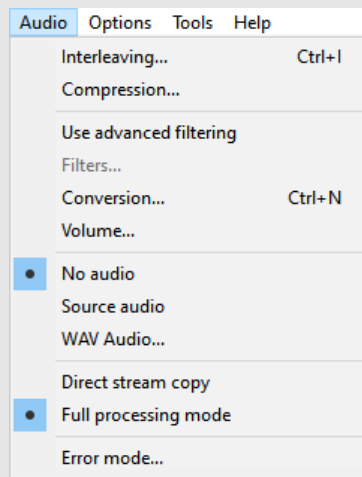 Audio Options Tools Help
Interleaving... Ctrl+I
Compression...
Use advanced filtering
Filters...
Conversion... Ctrl+N
Volume...
No audio
Source audio
WAV Audio...
Direct stream copy
Full processing mode
Error mode...